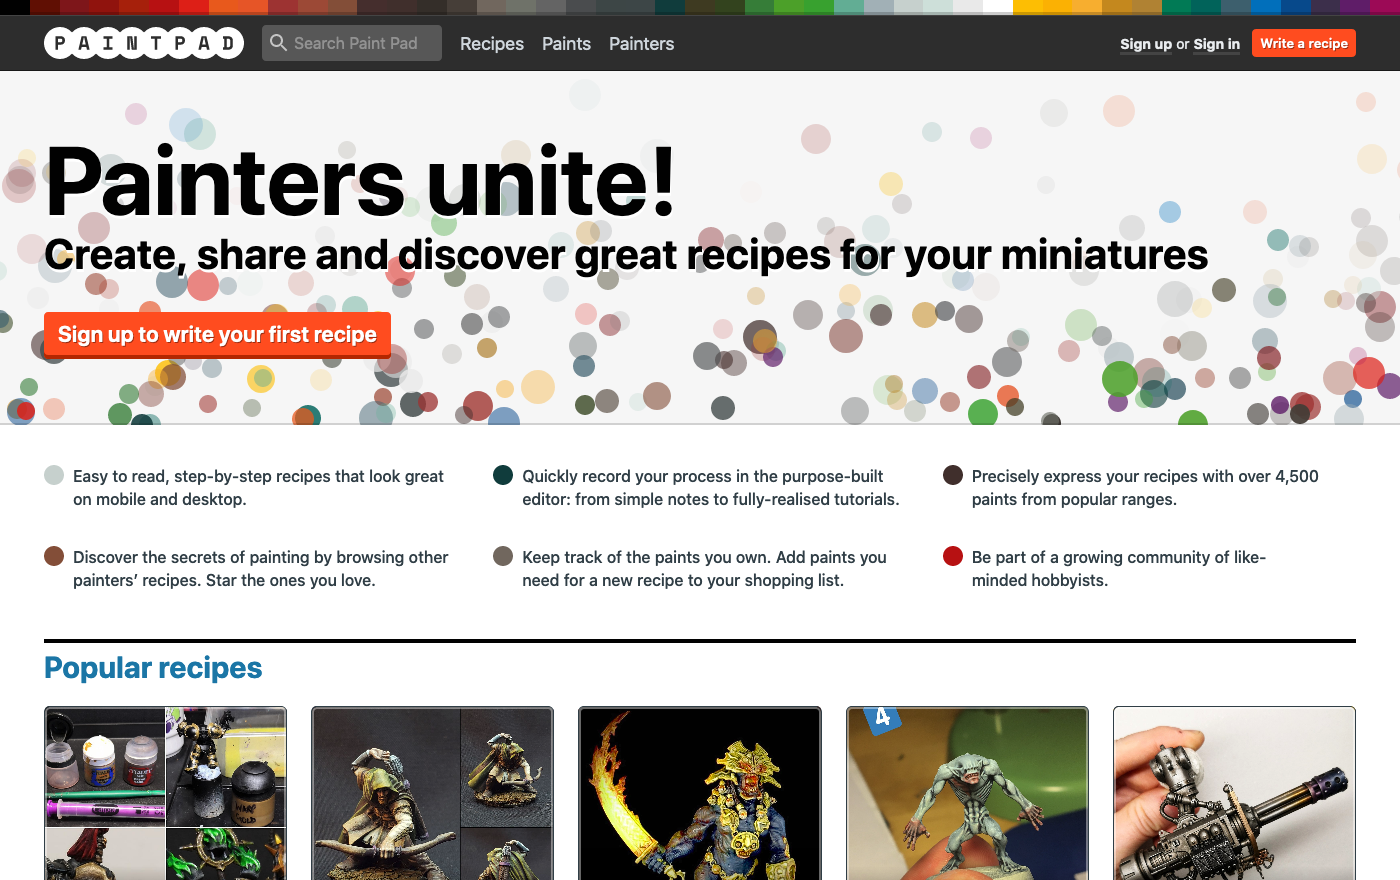 PAINTPAD
Search Paint Pad
Recipes Paints Painters
Sign up or Sign in
Write a recipe
Painters unite!
Create, share and discover great recipes for your miniatures
Sign up to write your first recipe
Easy to read, step-by-step recipes that look great
on mobile and desktop.
Quickly record your process in the purpose-built
editor: from simple notes to fully-realised tutorials.
Precisely express your recipes with over 4,500
paints from popular ranges.
Discover the secrets of painting by browsing other
painters’ recipes. Star the ones you love.
Keep track of the paints you own. Add paints you
need for a new recipe to your shopping list.
Be part of a growing community of like-
minded hobbyists.
Popular recipes
4